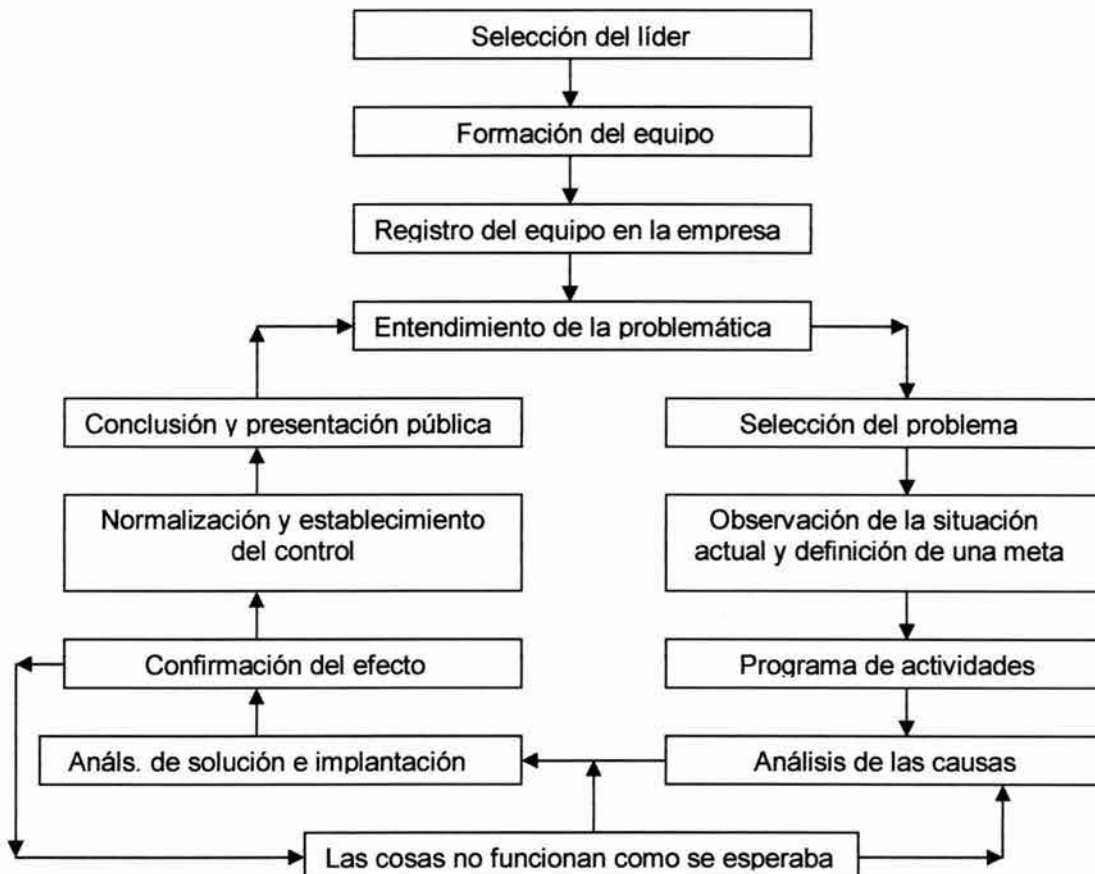 Selección del líder
Formación del equipo
Registro del equipo en la empresa
Entendimiento de la problemática
Conclusión y presentación pública
Selección del problema
Normalización y establecimiento
del control
Observación de la situación
actual y definición de una meta
Confirmación del efecto
Programa de actividades
Análs. de solución e implantación
Análisis de las causas
Las cosas no funcionan como se esperaba